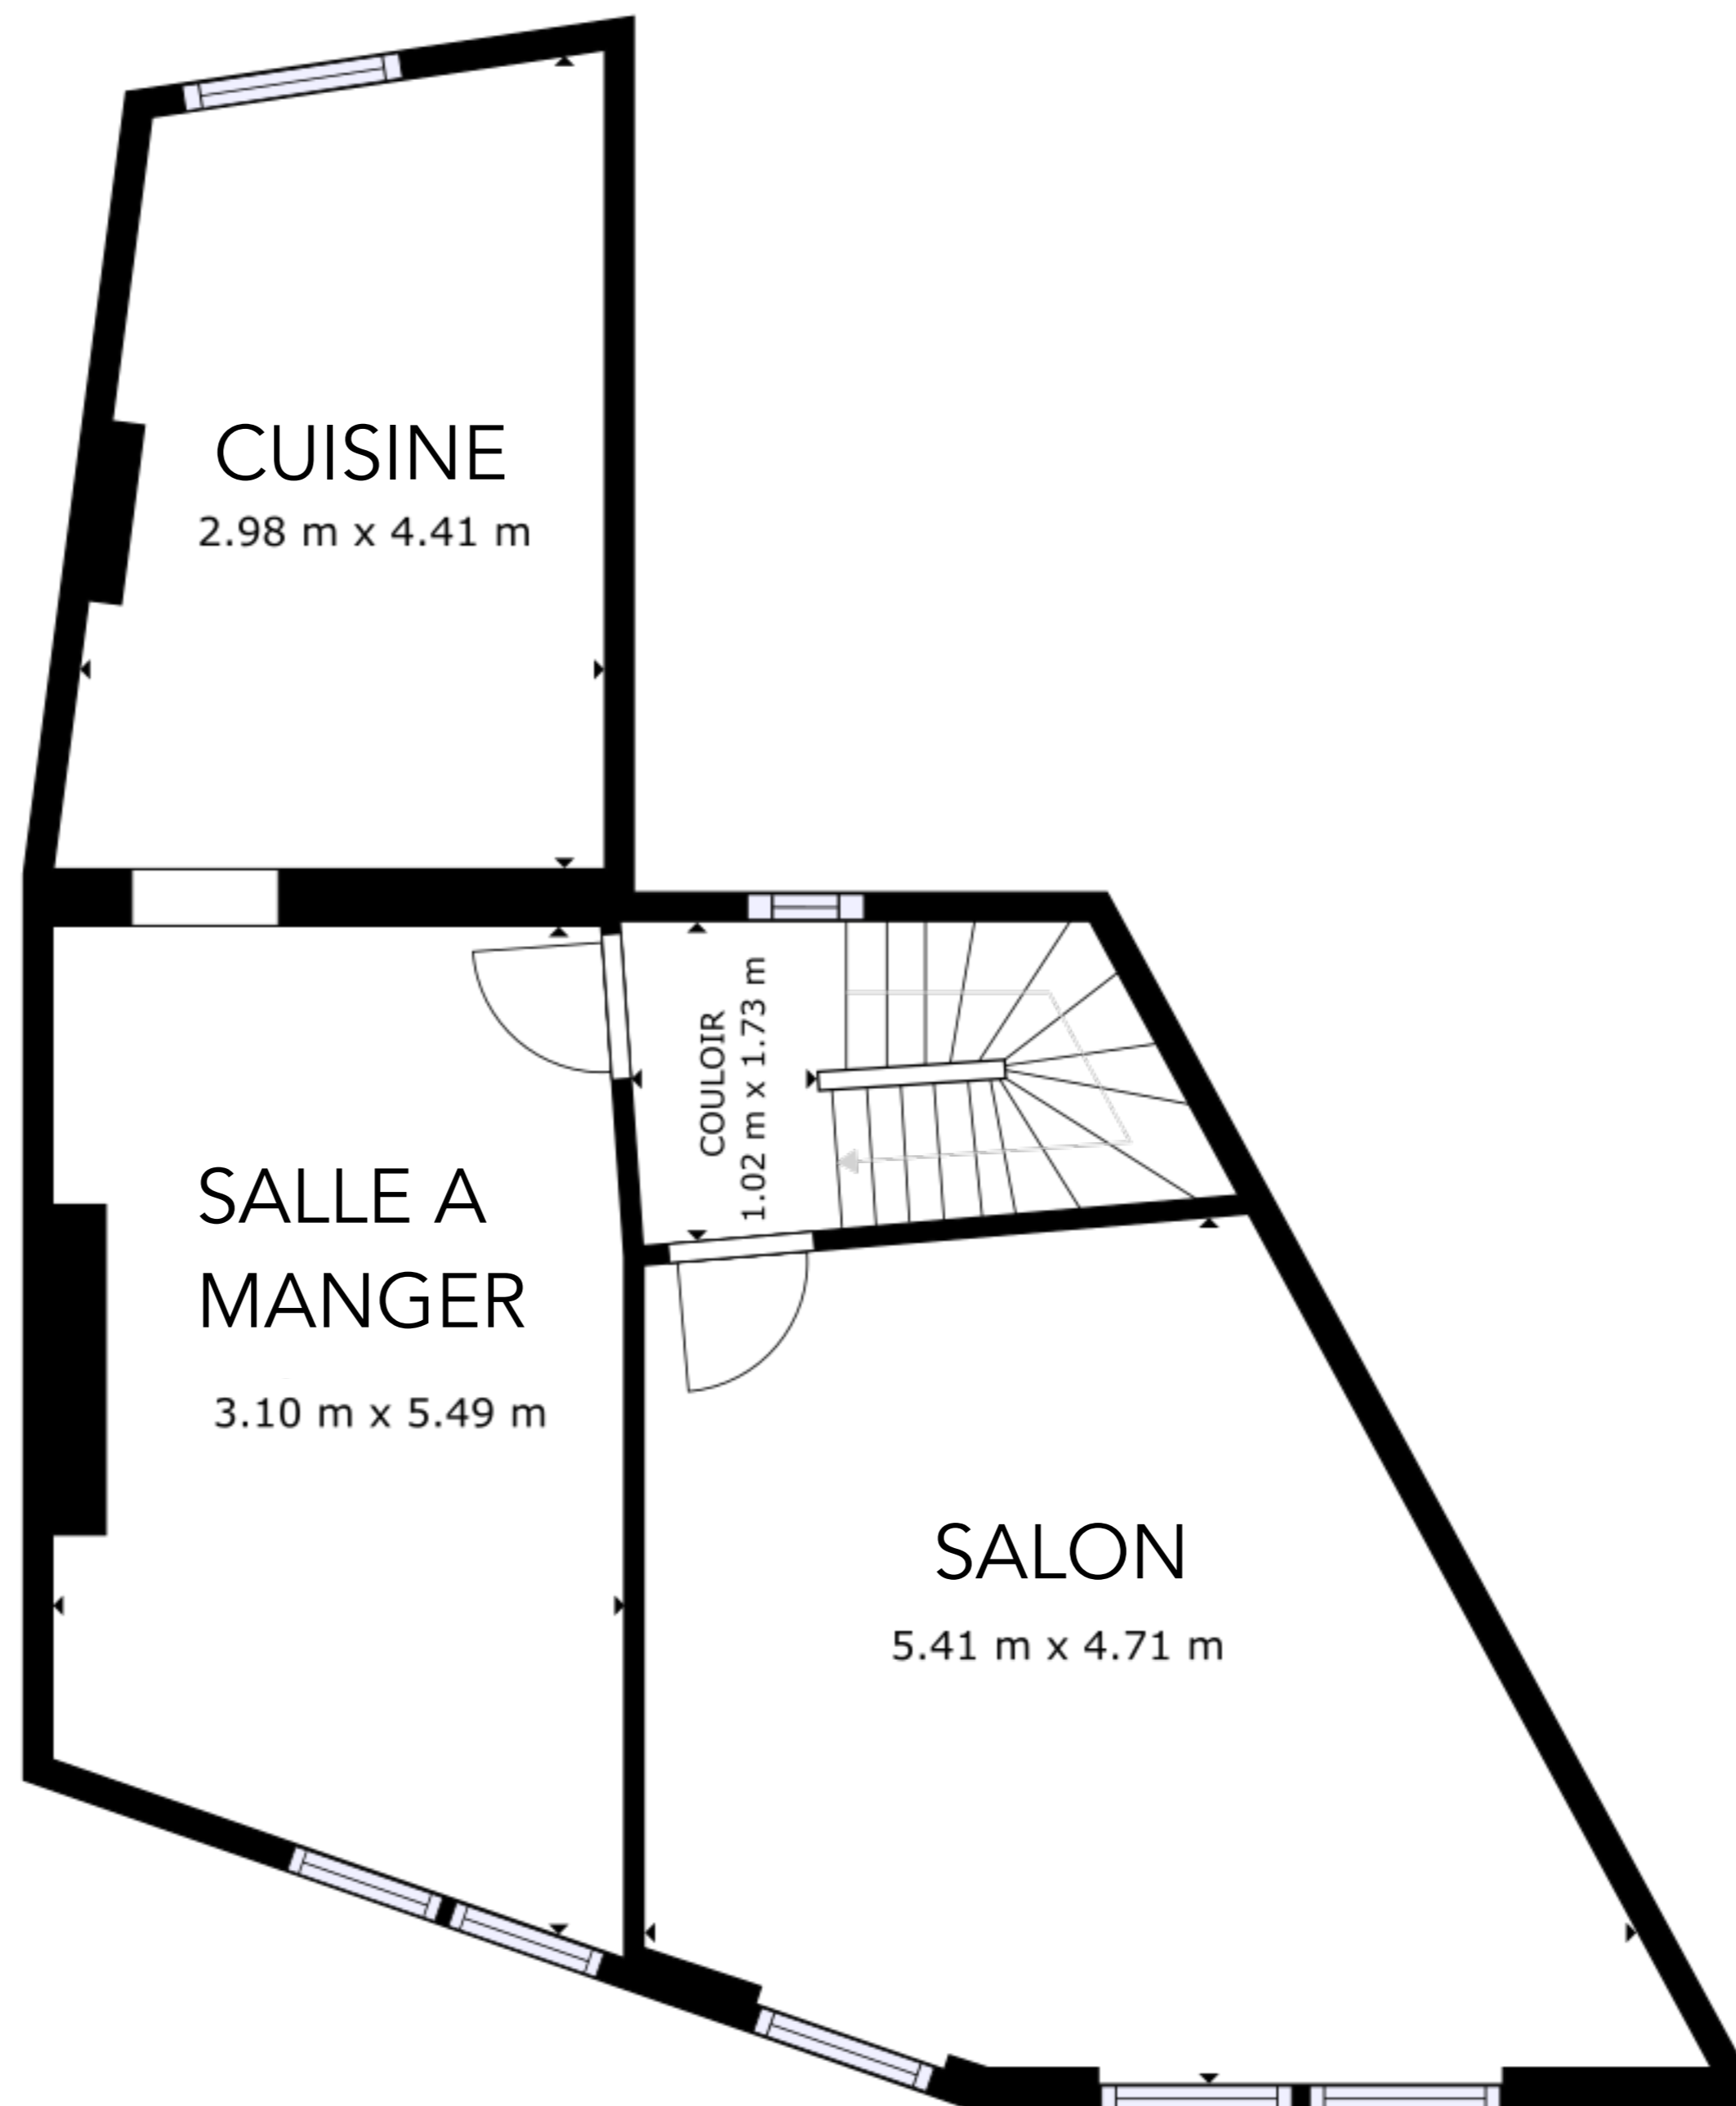 CUISINE
2.98 m x 4.41 m
COULOIR
1.02 m x 1.73 m
SALLE A
MANGER
3.10 m x 5.49 m
SALON
5.41 m x 4.71 m